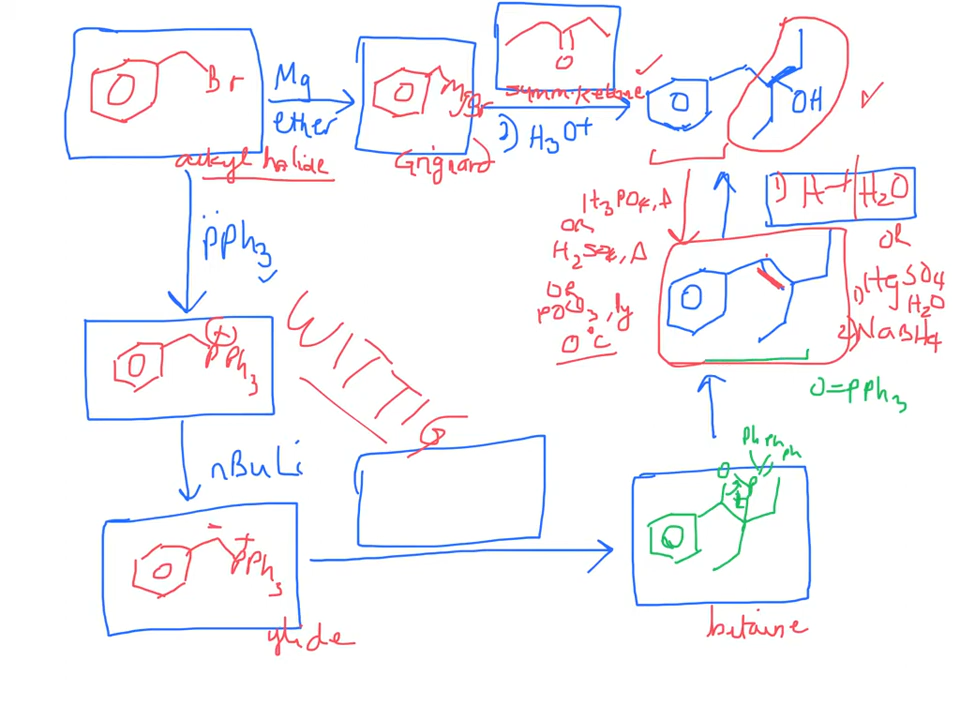 Br
Mg
ether
MgBr
O
symm.ketone
2) H3O+
OH
alkyl halide
Grignard
1) H+/H2O
OR
1) HgSO4
H2O
2) NaBH4
H3PO4, Δ
OR
H2SO4, Δ
OR
POCl3, Py
0°C
P̈Ph3
+
PPh3
WITTIG
O=PPh3
nBuLi
Ph Ph Ph
O P
+
- +
PPh3
ylide
betaine